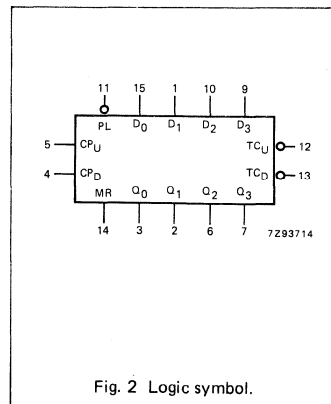 11 15 1 10 9
PL D0 D1 D2 D3
5 CPU TCU 12
4 CPD TCD 13
MR Q0 Q1 Q2 Q3
14 3 2 6 7 7Z93714
Fig. 2 Logic symbol.